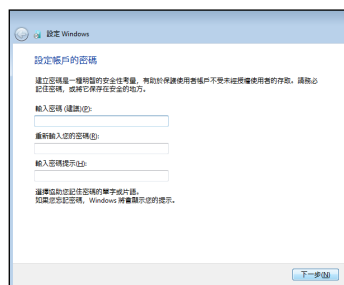 設定 Windows
設定帳戶的密碼
建立密碼是一種明智的安全性考量，有助於保護使用者帳戶不受未經授權使用者的存取。請務必
記住密碼，或將它保存在安全的地方。
輸入密碼 (建議)(P):
重新輸入您的密碼(R):
輸入密碼提示(H):
選擇協助您記住密碼的單字或片語。
如果您忘記密碼，Windows 將會顯示您的提示。
下一步(N)